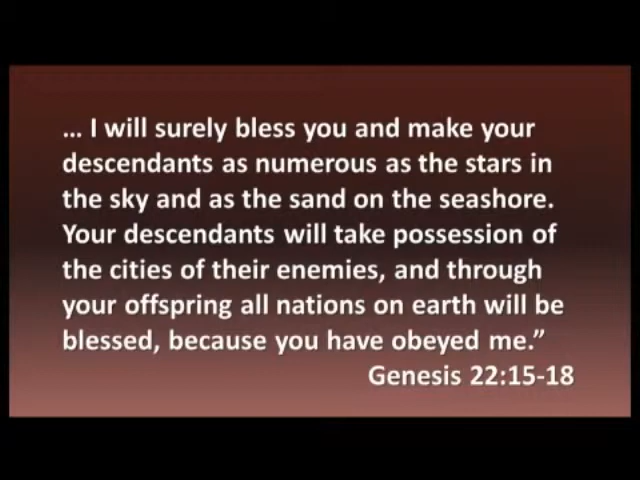 ... I will surely bless you and make your
descendants as numerous as the stars in
the sky and as the sand on the seashore.
Your descendants will take possession of
the cities of their enemies, and through
your offspring all nations on earth will be
blessed, because you have obeyed me.”
Genesis 22:15-18